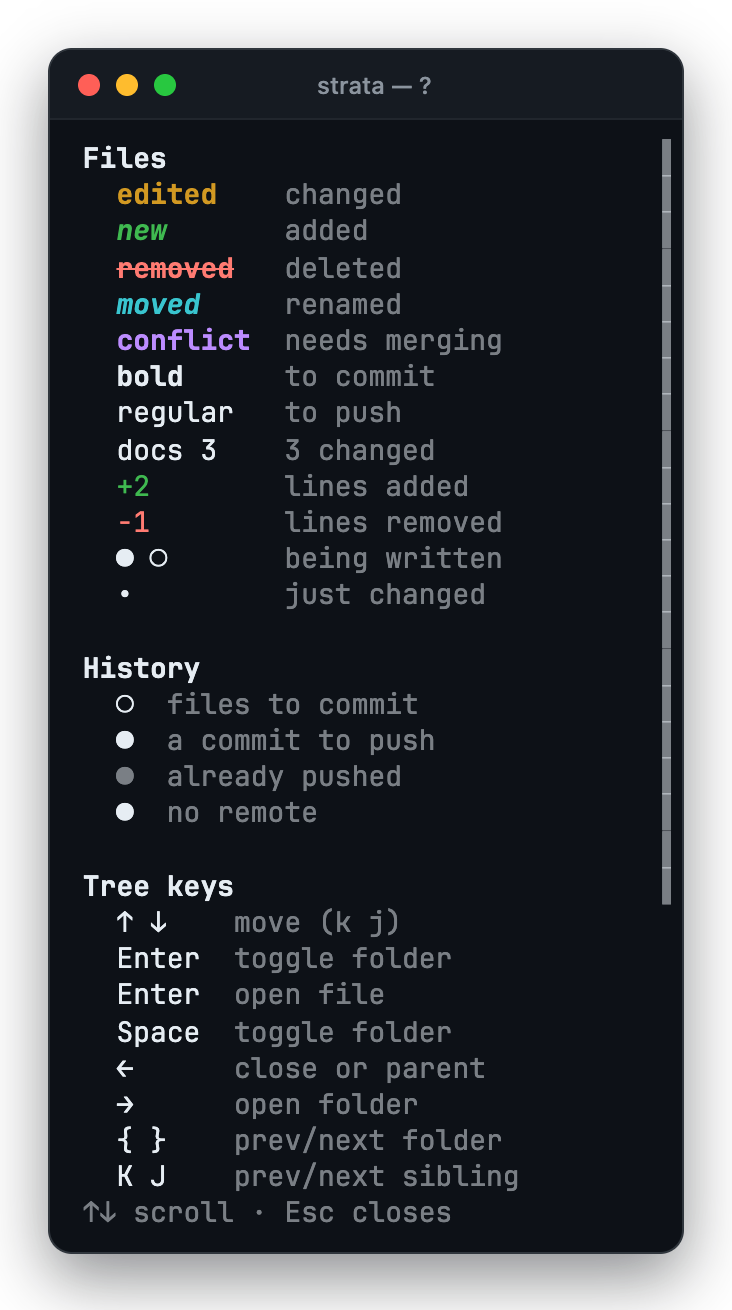 strata — ?
Files
edited changed
new added
removed deleted
moved renamed
conflict needs merging
bold to commit
regular to push
docs 3 3 changed
+2 lines added
-1 lines removed
● ○ being written
• just changed
History
○ files to commit
● a commit to push
● already pushed
● no remote
Tree keys
↑ ↓ move (k j)
Enter toggle folder
Enter open file
Space toggle folder
← close or parent
→ open folder
{ } prev/next folder
K J prev/next sibling
↑↓ scroll · Esc closes